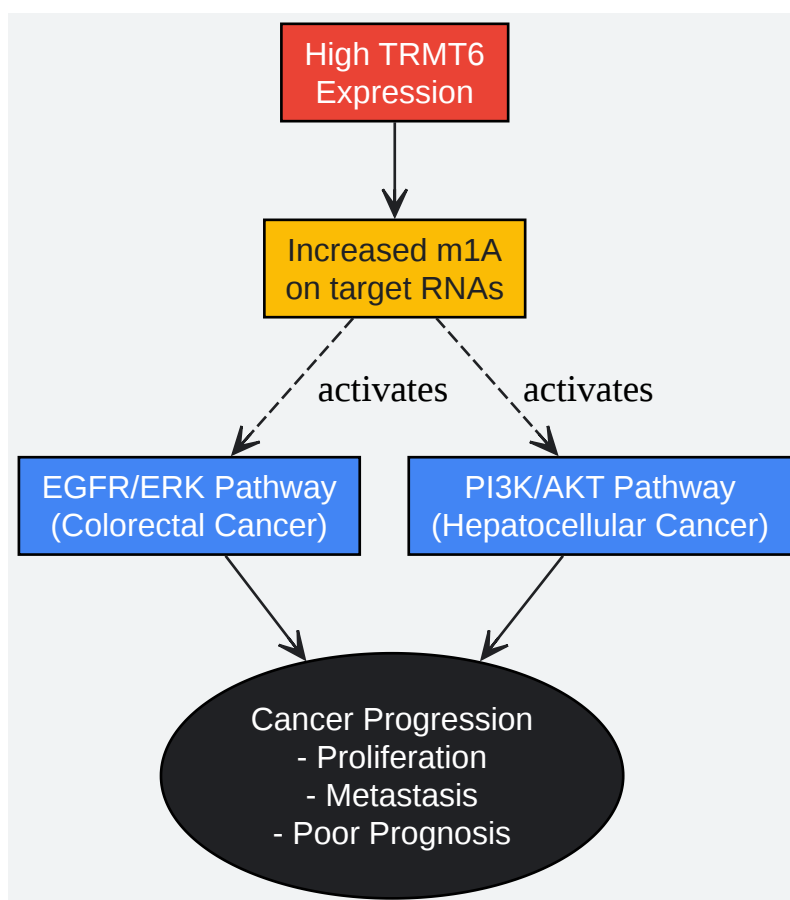 High TRMT6
Expression
Increased m1A
on target RNAs
activates
activates
EGFR/ERK Pathway
(Colorectal Cancer)
PI3K/AKT Pathway
(Hepatocellular Cancer)
Cancer Progression
- Proliferation
- Metastasis
- Poor Prognosis